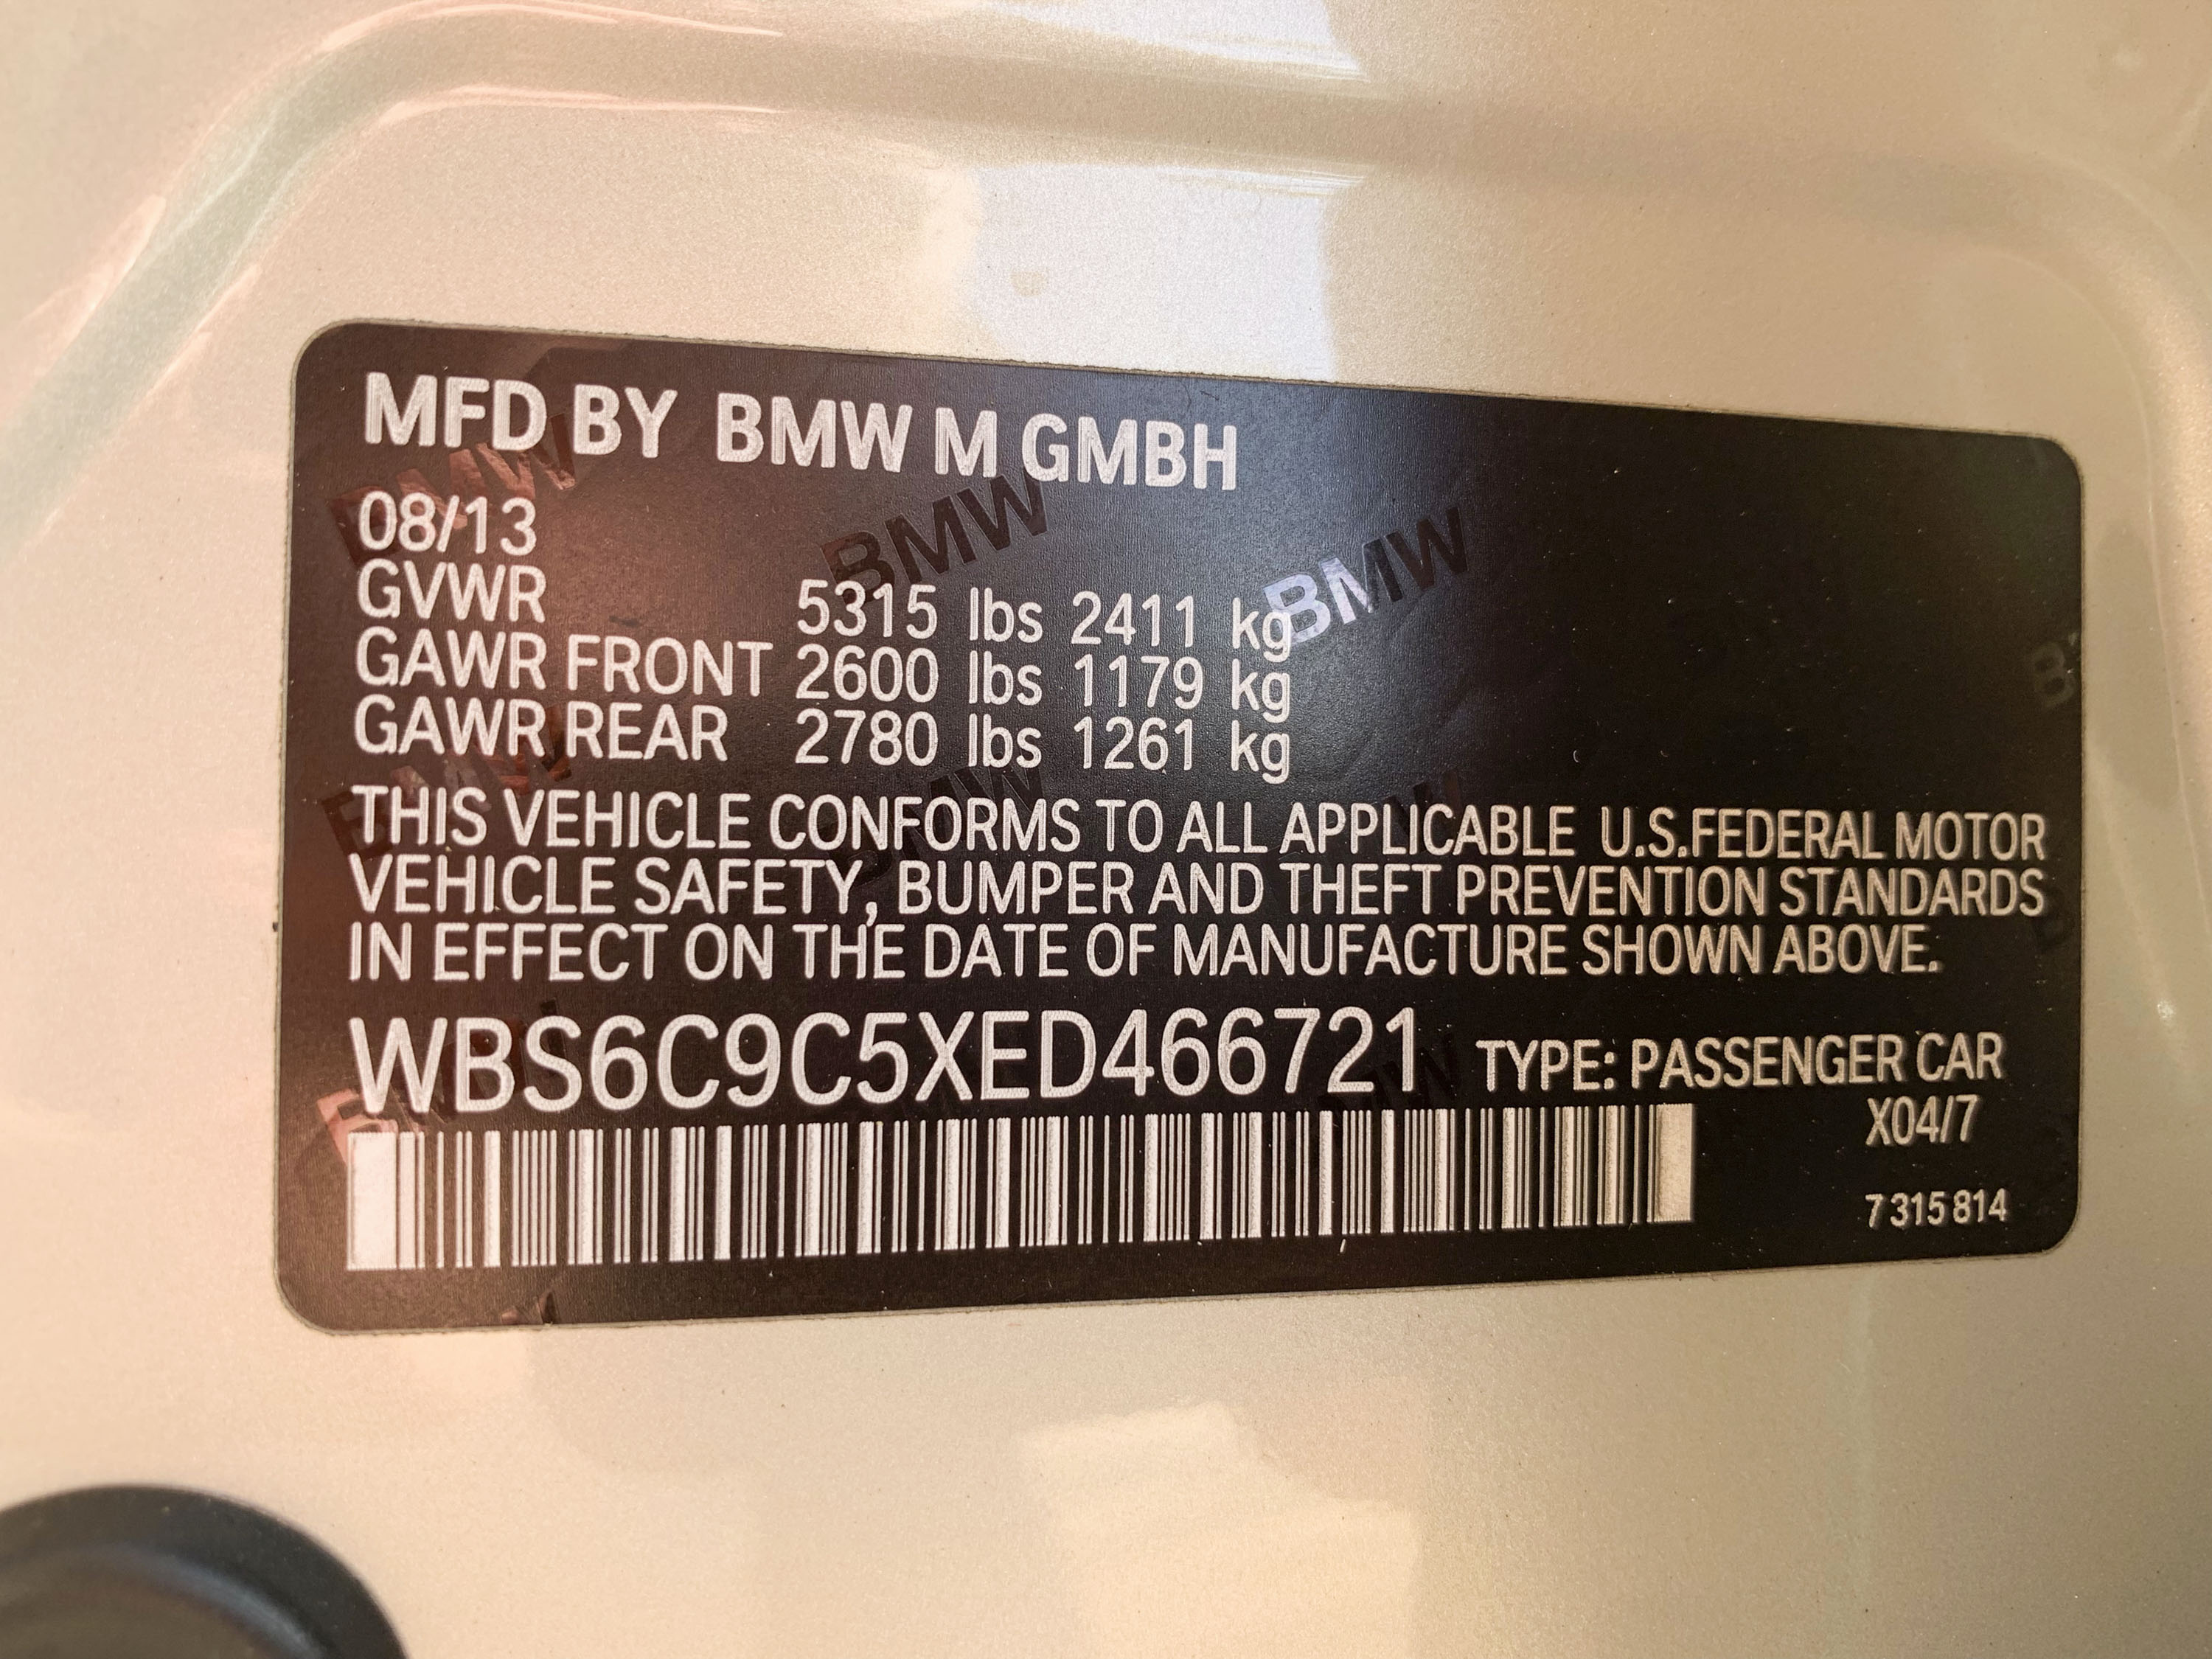 MFD BY BMW M GMBH
08/13
GVWR 5315 lbs 2411 kg
GAWR FRONT 2600 lbs 1179 kg
GAWR REAR 2780 lbs 1261 kg
THIS VEHICLE CONFORMS TO ALL APPLICABLE U.S.FEDERAL MOTOR
VEHICLE SAFETY, BUMPER AND THEFT PREVENTION STANDARDS
IN EFFECT ON THE DATE OF MANUFACTURE SHOWN ABOVE.
WBS6C9C5XED466721 TYPE: PASSENGER CAR
X04/7
7 315 814